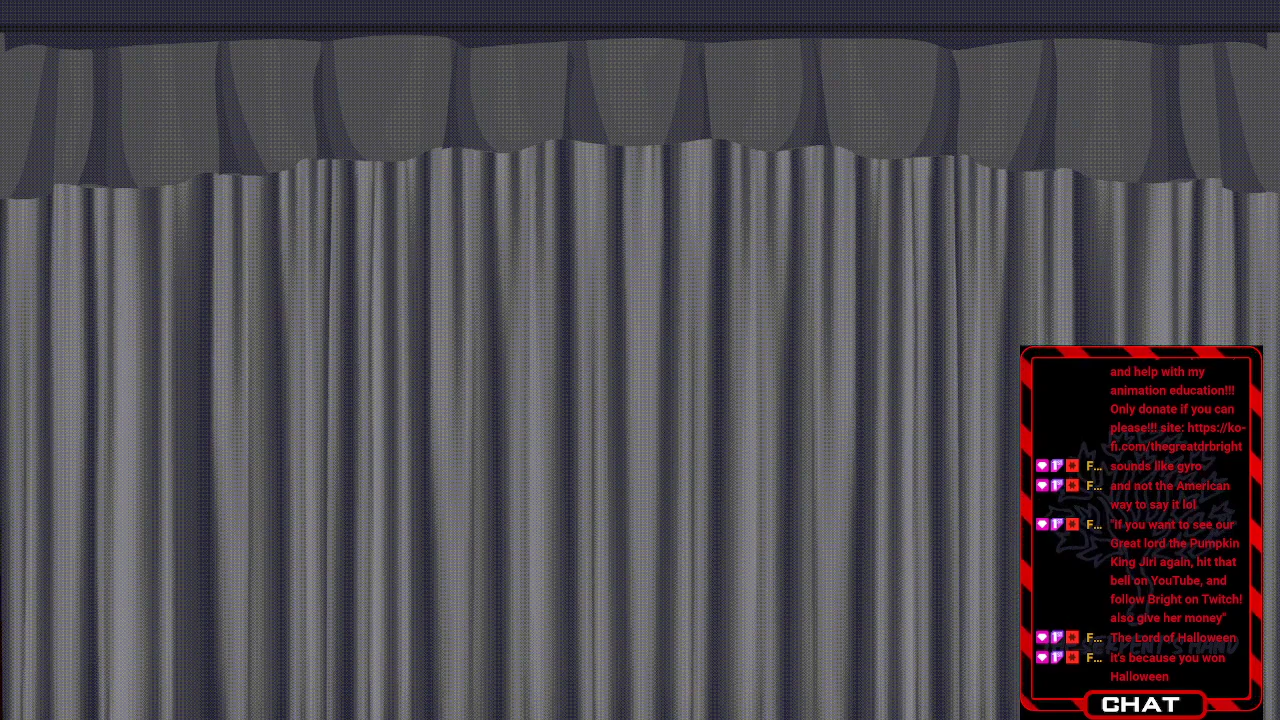 and help with my
animation education!!!
Only donate if you can
please!!! site: https://ko-
fi.com/thegreatdrbright
F... sounds like gyro
F... and not the American
way to say it lol
F... "If you want to see our
Great lord the Pumpkin
King Jiri again, hit that
bell on YouTube, and
follow Bright on Twitch!
also give her money"
F... The Lord of Halloween
F... It's because you won
Halloween
SERPENT'S HAND
CHAT